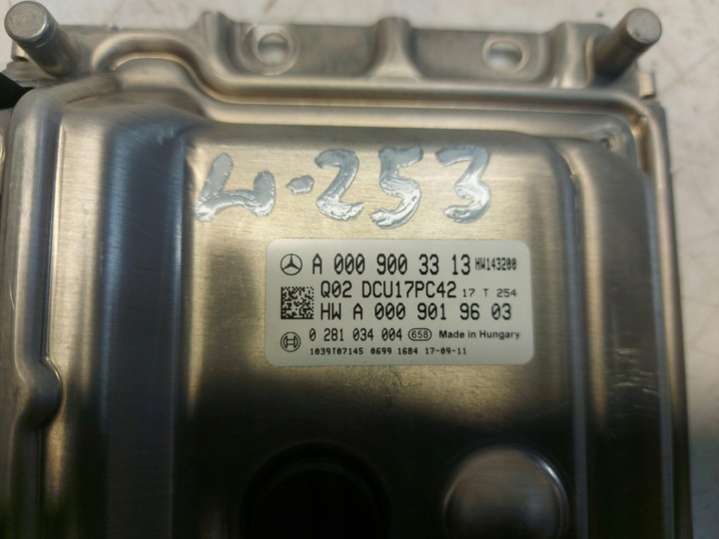 W-253
A 000 900 33 13 HW143200
Q02 DCU17PC42 17 T 254
HW A 000 901 96 03
0 281 034 004 658 Made in Hungary
1039T07145 0699 1684 17-09-11